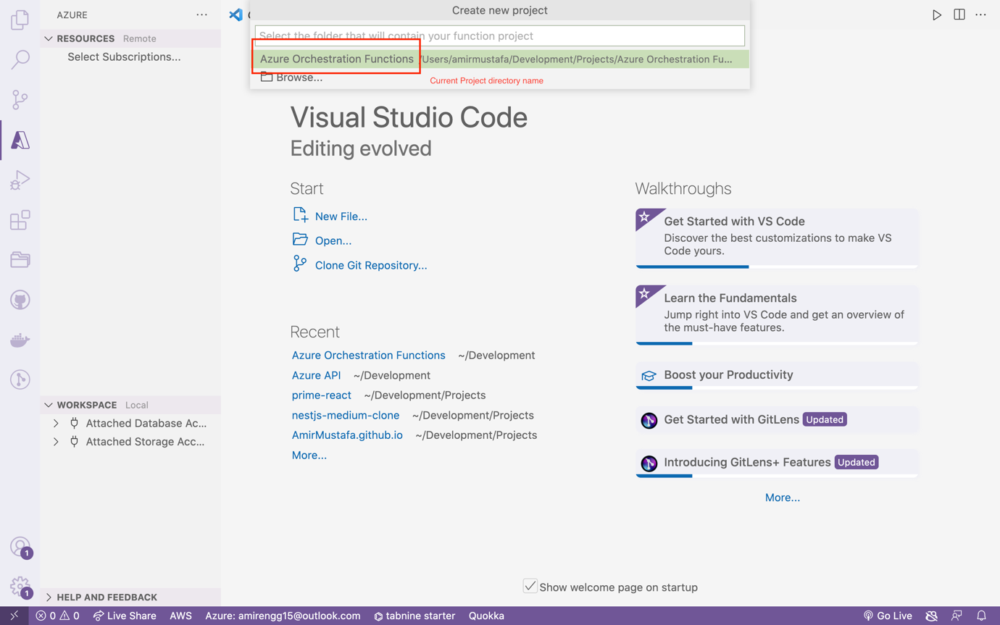 AZURE
RESOURCES Remote
Select Subscriptions...
WORKSPACE Local
Attached Database Ac...
Attached Storage Acc...
HELP AND FEEDBACK
Create new project
Select the folder that will contain your function project
Azure Orchestration Functions /Users/amirmustafa/Development/Projects/Azure Orchestration Fu...
Browse...
Current Project directory name
Visual Studio Code
Editing evolved
Start
New File...
Open...
Clone Git Repository...
Recent
Azure Orchestration Functions ~/Development
Azure API ~/Development
prime-react ~/Development/Projects
nestjs-medium-clone ~/Development/Projects
AmirMustafa.github.io ~/Development/Projects
More...
Walkthroughs
Get Started with VS Code
Discover the best customizations to make VS
Code yours.
Learn the Fundamentals
Jump right into VS Code and get an overview of
the must-have features.
Boost your Productivity
Get Started with GitLens Updated
Introducing GitLens+ Features Updated
More...
Show welcome page on startup
1
1
0 0 Live Share AWS Azure: amirengg15@outlook.com tabnine starter Quokka Go Live